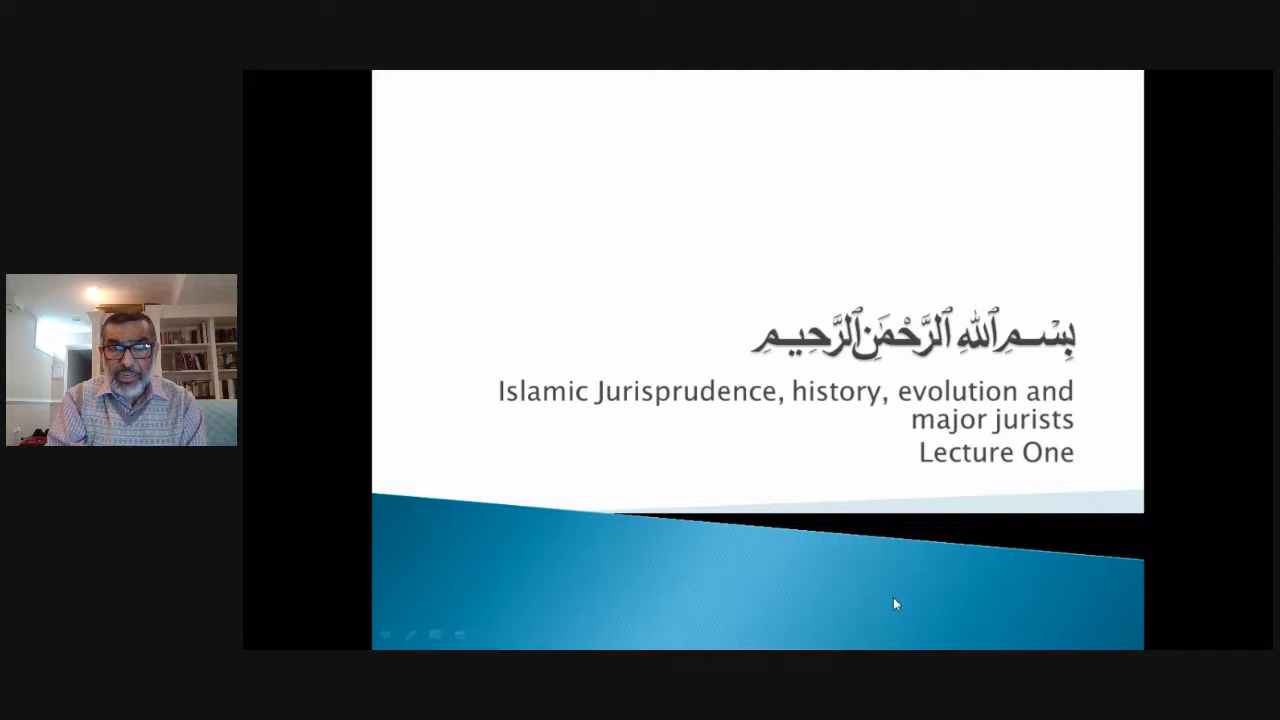 بِسْمِ ٱللَّهِ ٱلرَّحْمَٰنِ ٱلرَّحِيمِ
Islamic Jurisprudence, history, evolution and
major jurists
Lecture One